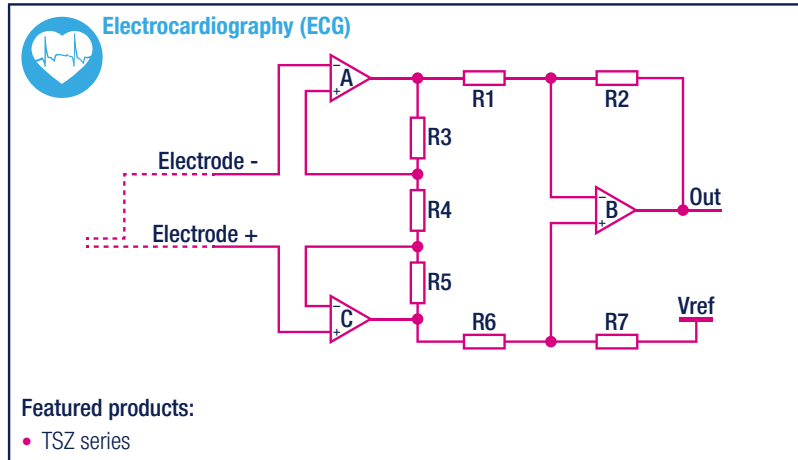 Electrocardiography (ECG)
−
A
+
R1
R2
R3
Electrode -
R4
−
B
+
Out
Electrode +
R5
−
C
+
R6
R7
Vref
Featured products:
• TSZ series